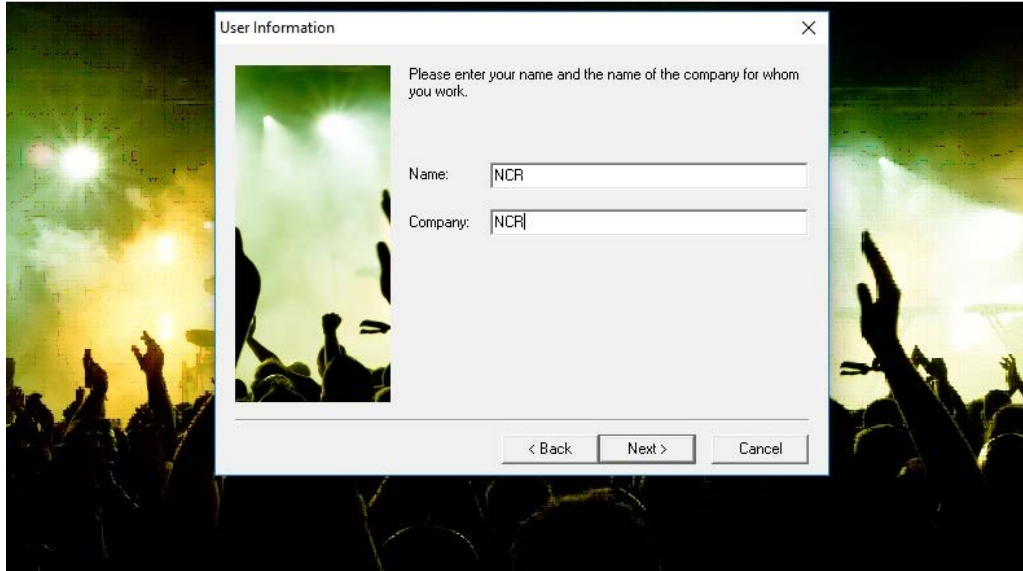 User Information
Please enter your name and the name of the company for whom
you work.
Name: NCR
Company: NCR
< Back Next > Cancel